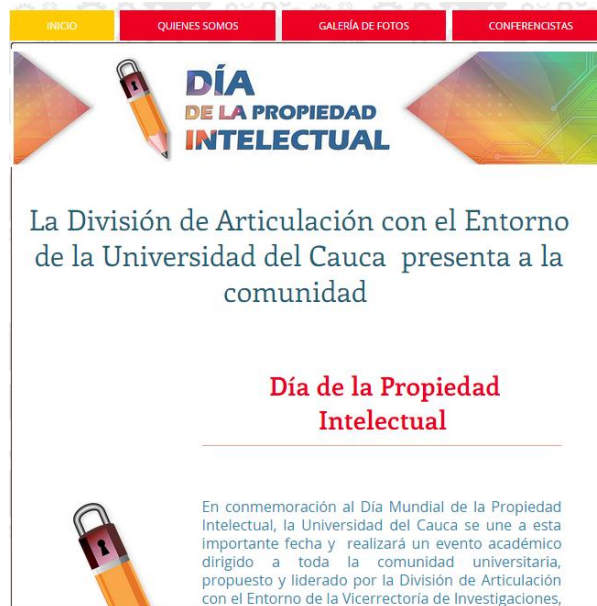 INICIO QUIENES SOMOS GALERÍA DE FOTOS CONFERENCISTAS
DÍA
DE LA PROPIEDAD
INTELECTUAL
La División de Articulación con el Entorno
de la Universidad del Cauca presenta a la
comunidad
Día de la Propiedad
Intelectual
En conmemoración al Día Mundial de la Propiedad
Intelectual, la Universidad del Cauca se une a esta
importante fecha y realizará un evento académico
dirigido a toda la comunidad universitaria,
propuesto y liderado por la División de Articulación
con el Entorno de la Vicerrectoría de Investigaciones,